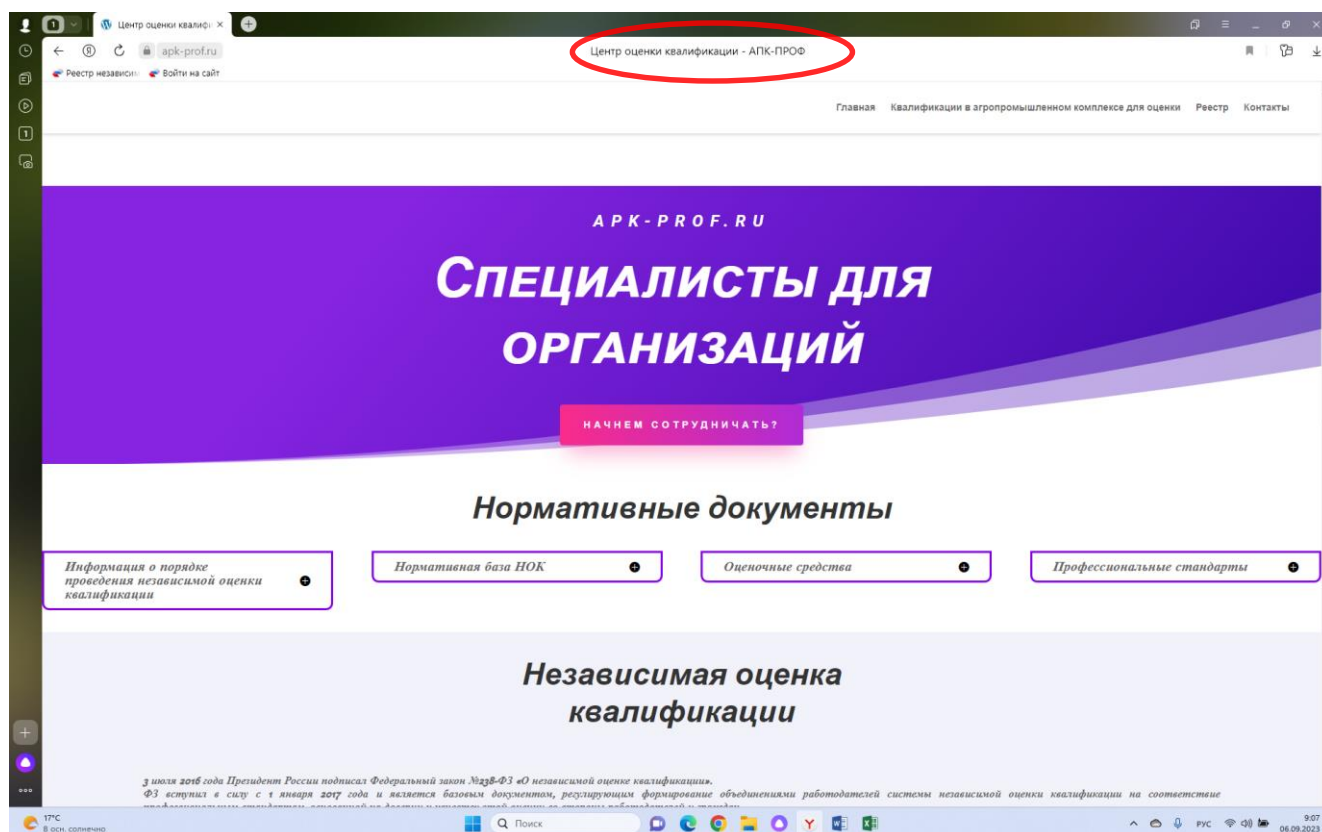 1
Центр оценки квалифи
apk-prof.ru
Центр оценки квалификации - АПК-ПРОФ
Реестр независи
Войти на сайт
1
Главная Квалификации в агропромышленном комплексе для оценки Реестр Контакты
APK-PROF.RU
Специалисты для
организаций
НАЧНЕМ СОТРУДНИЧАТЬ?
Нормативные документы
Информация о порядке
проведения независимой оценки
квалификации
Нормативная база НОК
Оценочные средства
Профессиональные стандарты
Независимая оценка
квалификации
3 июля 2016 года Президент России подписал Федеральный закон №238-ФЗ «О независимой оценке квалификации».
ФЗ вступил в силу с 1 января 2017 года и является базовым документом, регулирующим формирование объединениями работодателей системы независимой оценки квалификации на соответствие
17°C
В осн. солнечно
Поиск
РУС
9:07
06.09.2023